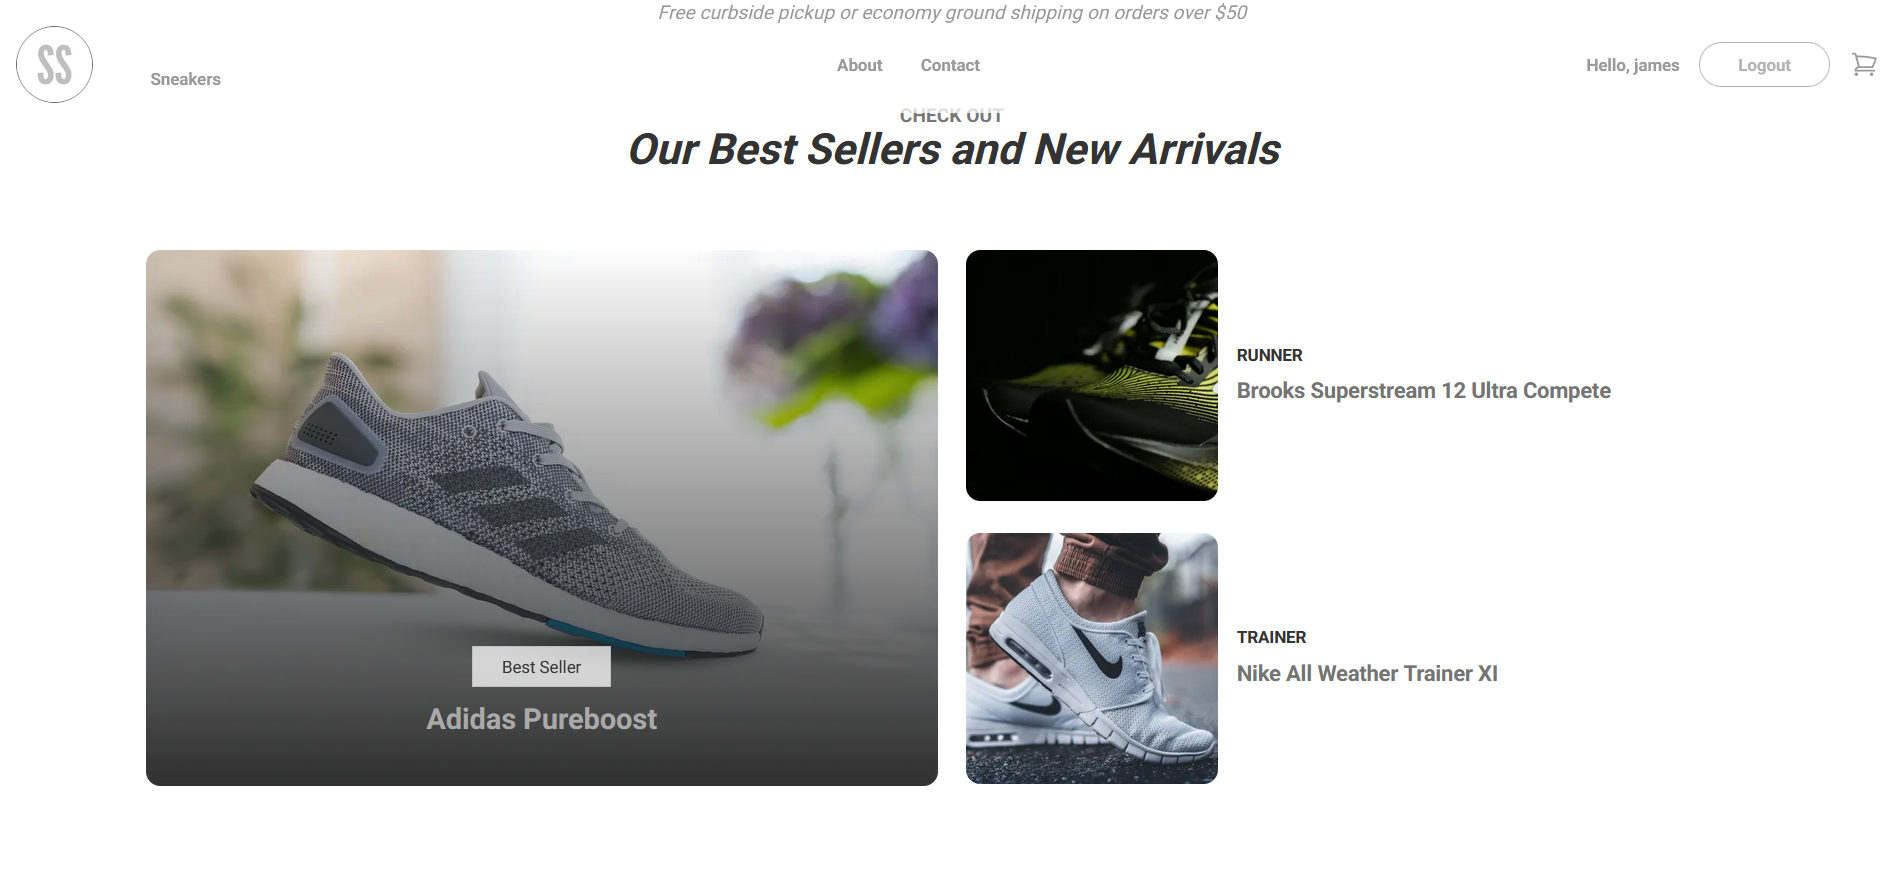 Free curbside pickup or economy ground shipping on orders over $50
SS
Sneakers
About
Contact
Hello, james
Logout
CHECK OUT
Our Best Sellers and New Arrivals
Best Seller
Adidas Pureboost
RUNNER
Brooks Superstream 12 Ultra Compete
TRAINER
Nike All Weather Trainer XI